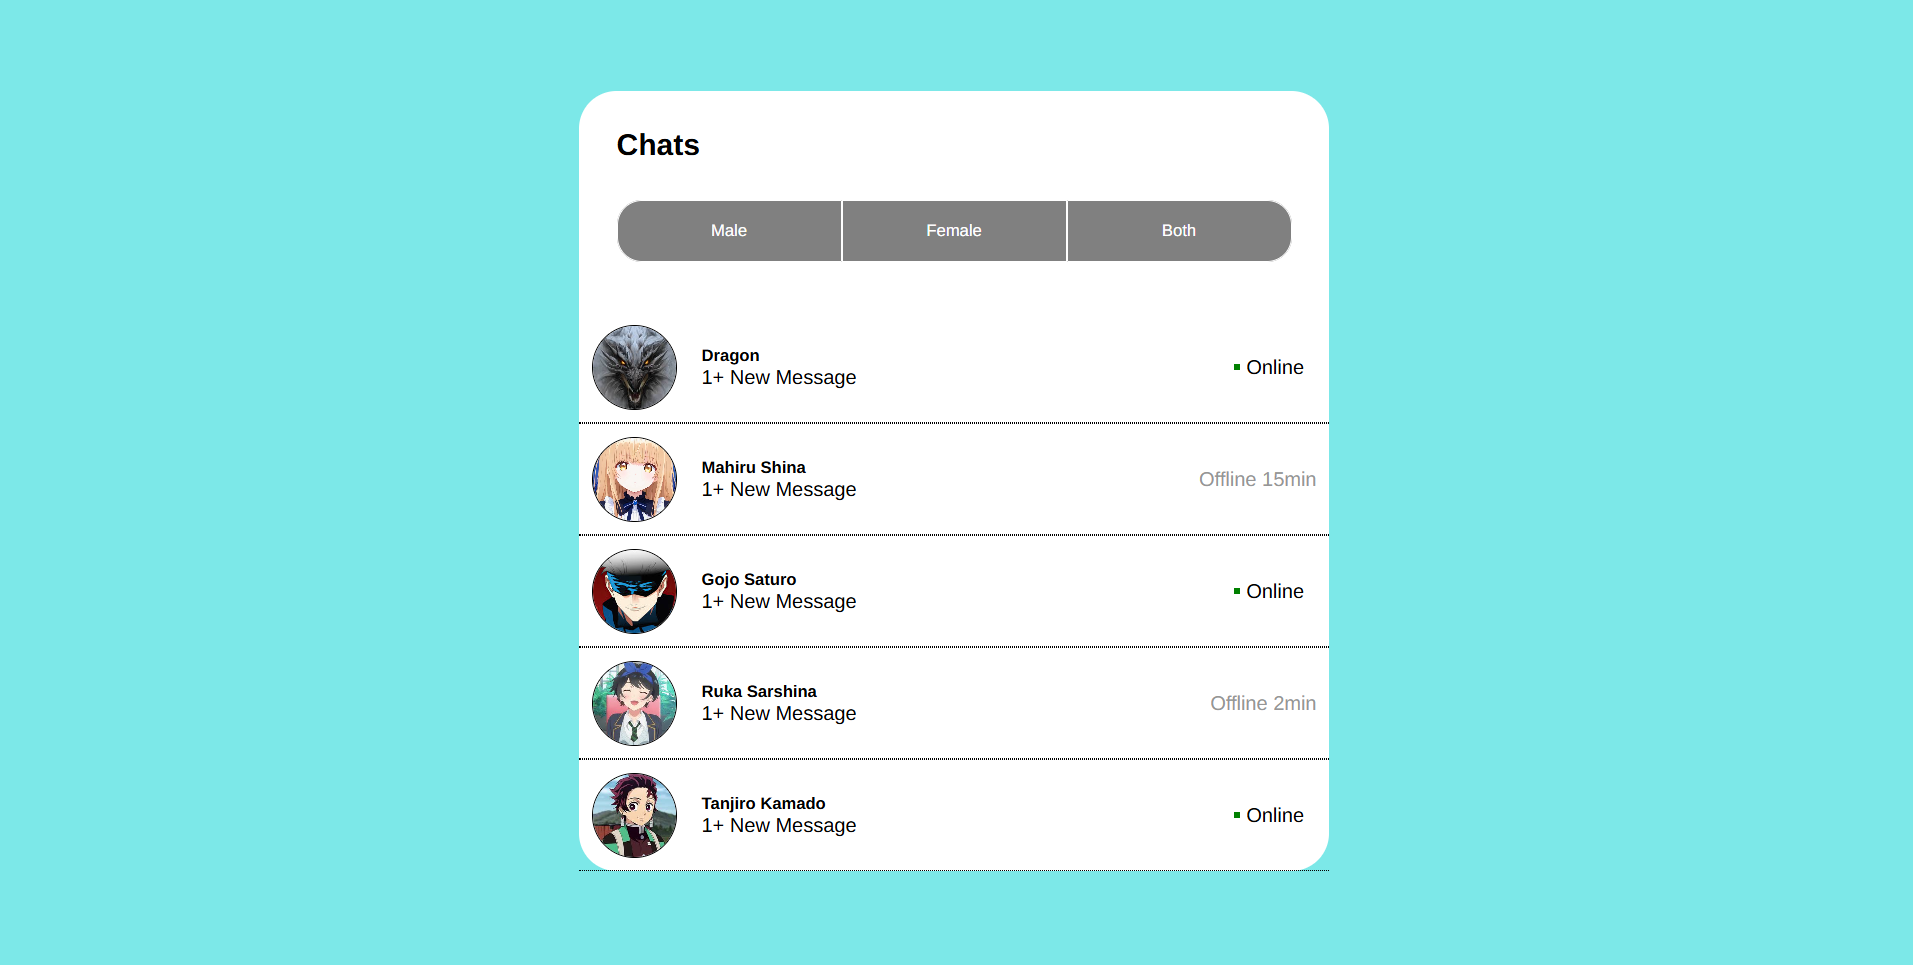 Chats
Male Female Both
Dragon
1+ New Message
Online
Mahiru Shina
1+ New Message
Offline 15min
Gojo Saturo
1+ New Message
Online
Ruka Sarshina
1+ New Message
Offline 2min
Tanjiro Kamado
1+ New Message
Online